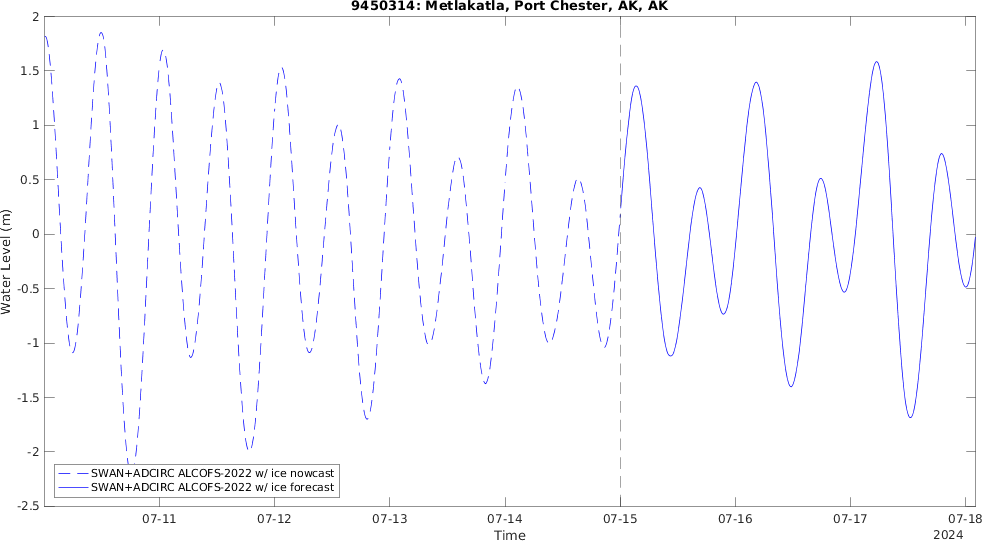 9450314: Metlakatla, Port Chester, AK, AK
2
1.5
1
0.5
0
-0.5
-1
-1.5
-2
-2.5
Water Level (m)
SWAN+ADCIRC ALCOFS-2022 w/ ice nowcast
SWAN+ADCIRC ALCOFS-2022 w/ ice forecast
07-11 07-12 07-13 07-14 07-15 07-16 07-17 07-18
Time
2024